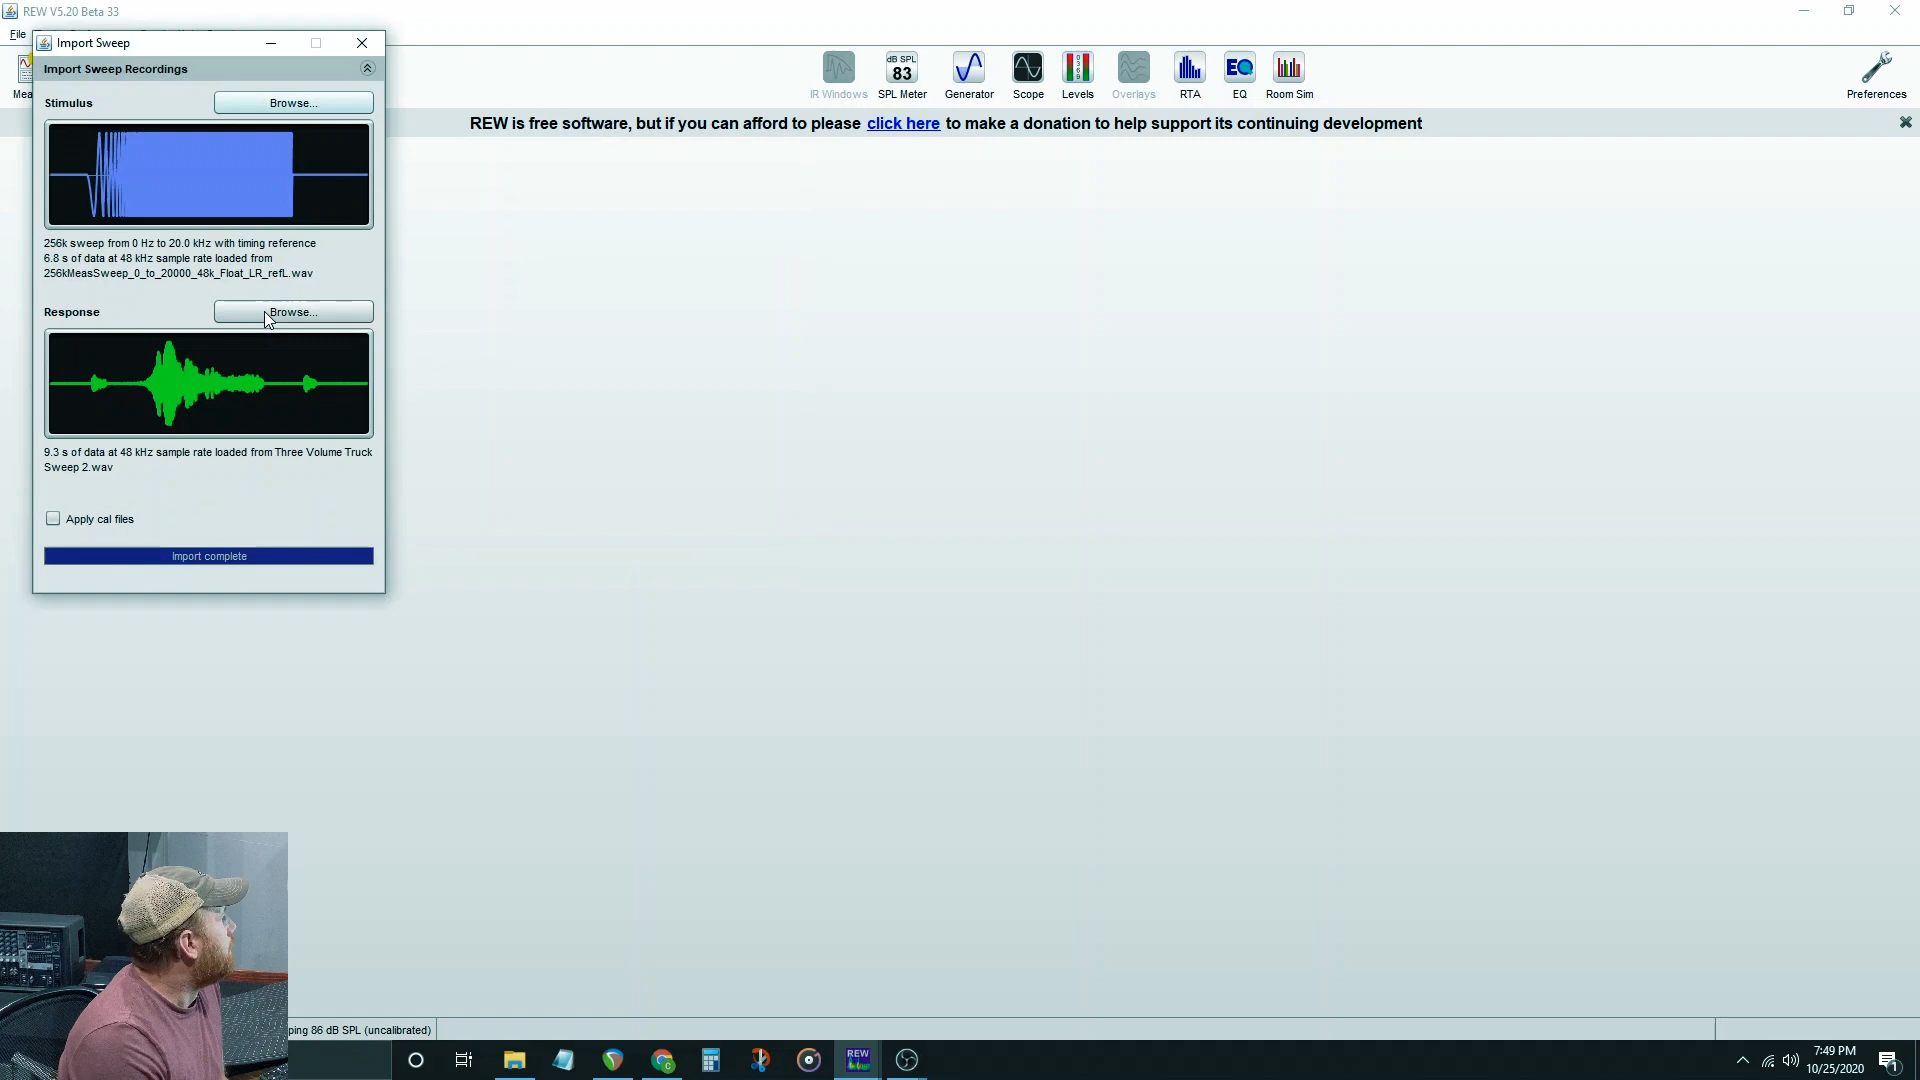 REW V5.20 Beta 33
File
Import Sweep
Import Sweep Recordings
Stimulus
Browse...
256k sweep from 0 Hz to 20.0 kHz with timing reference
6.8 s of data at 48 kHz sample rate loaded from
256kMeasSweep_0_to_20000_48k_Float_LR_refL.wav
Response
Browse...
9.3 s of data at 48 kHz sample rate loaded from Three Volume Truck
Sweep 2.wav
Apply cal files
Import complete
Mea
IR Windows
dB SPL
83
SPL Meter
Generator
Scope
Levels
Overlays
RTA
EQ
EQ
Room Sim
Preferences
REW is free software, but if you can afford to please click here to make a donation to help support its continuing development
ping 86 dB SPL (uncalibrated)
REW
7:49 PM
10/25/2020
1